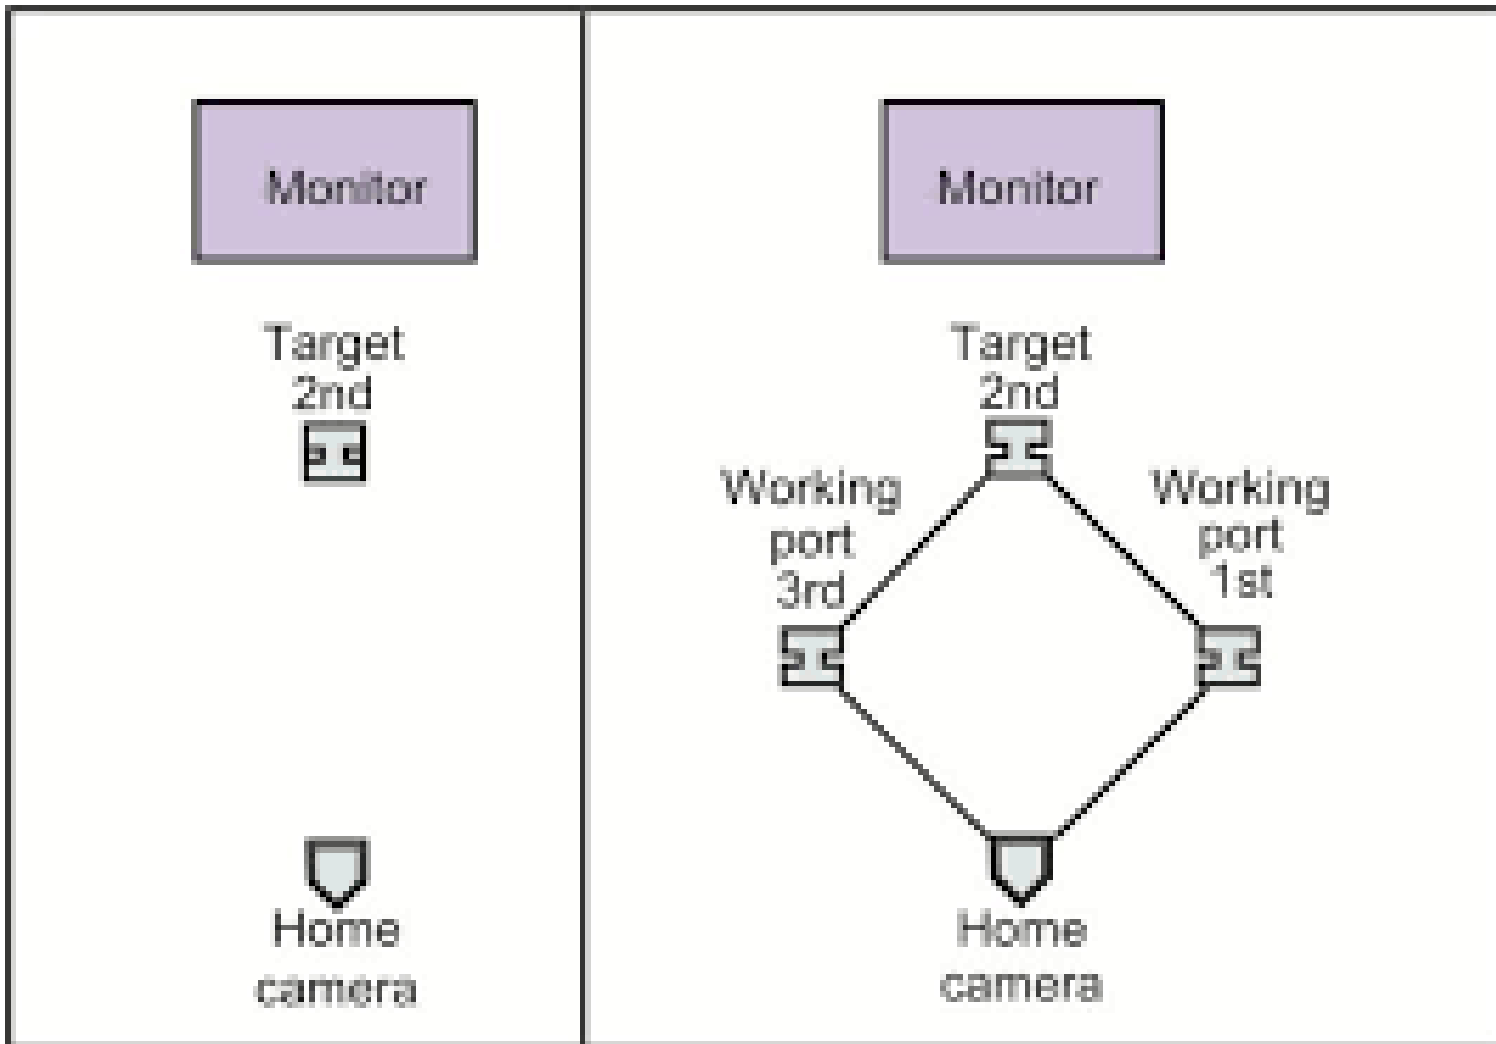 Monitor
Target
2nd
Home
camera
Monitor
Target
2nd
Working
port
3rd
Working
port
1st
Home
camera